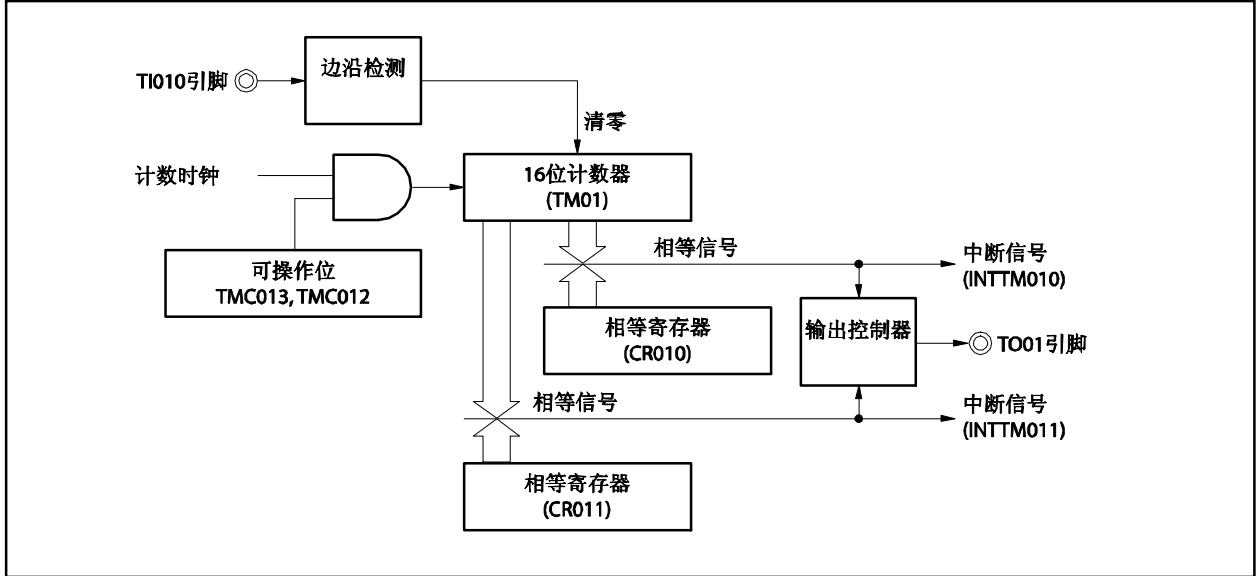 TI010引脚
边沿检测
清零
计数时钟
16位计数器
(TM01)
可操作位
TMC013, TMC012
相等信号
中断信号
(INTTM010)
相等寄存器
(CR010)
输出控制器
TO01引脚
相等信号
中断信号
(INTTM011)
相等寄存器
(CR011)